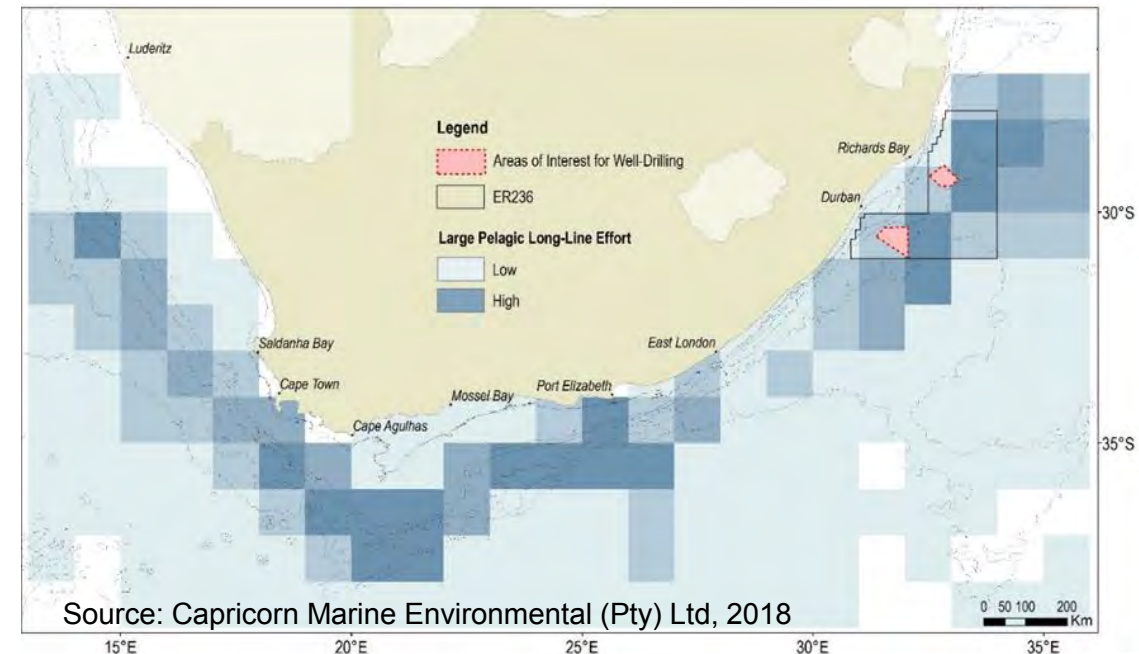 Luderitz
Legend
Areas of Interest for Well-Drilling
ER236
Large Pelagic Long-Line Effort
Low
High
Richards Bay
Durban
30°S
Saldanha Bay
Cape Town
East London
Port Elizabeth
Mossel Bay
Cape Agulhas
35°S
Source: Capricorn Marine Environmental (Pty) Ltd, 2018
0 50 100 200
Km
15°E 20°E 25°E 30°E 35°E